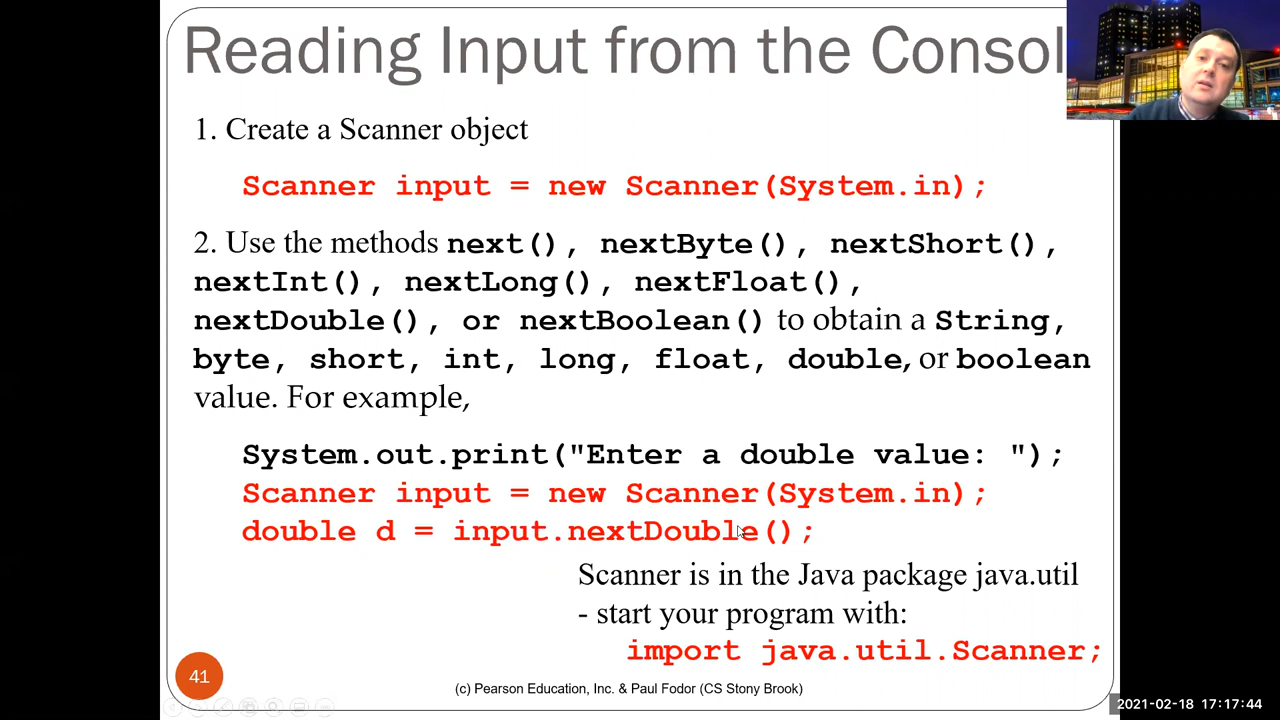 Reading Input from the Consol
1. Create a Scanner object
Scanner input = new Scanner(System.in);
2. Use the methods next(), nextByte(), nextShort(),
nextInt(), nextLong(), nextFloat(),
nextDouble(), or nextBoolean() to obtain a String,
byte, short, int, long, float, double, or boolean
value. For example,
System.out.print("Enter a double value: ");
Scanner input = new Scanner(System.in);
double d = input.nextDouble();
Scanner is in the Java package java.util
- start your program with:
import java.util.Scanner;
41
(c) Pearson Education, Inc. & Paul Fodor (CS Stony Brook)
2021-02-18 17:17:44